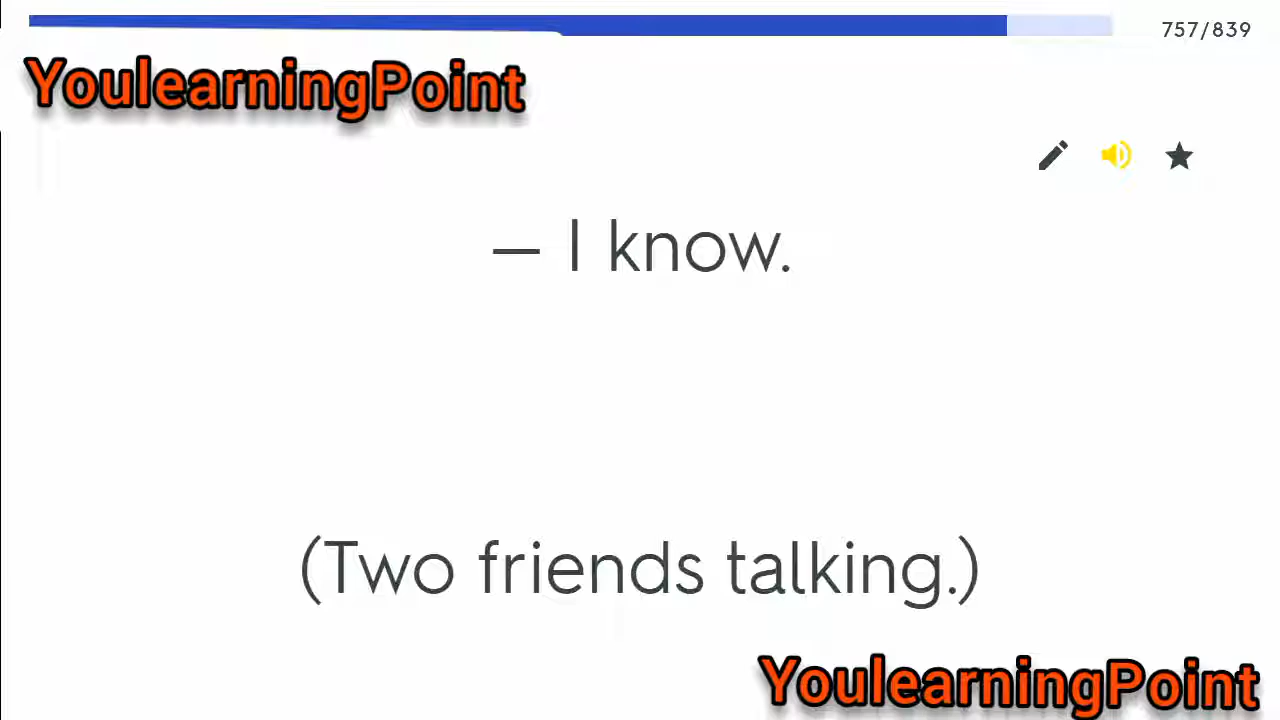 757/839
YoulearningPoint
— I know.
(Two friends talking.)
YoulearningPoint